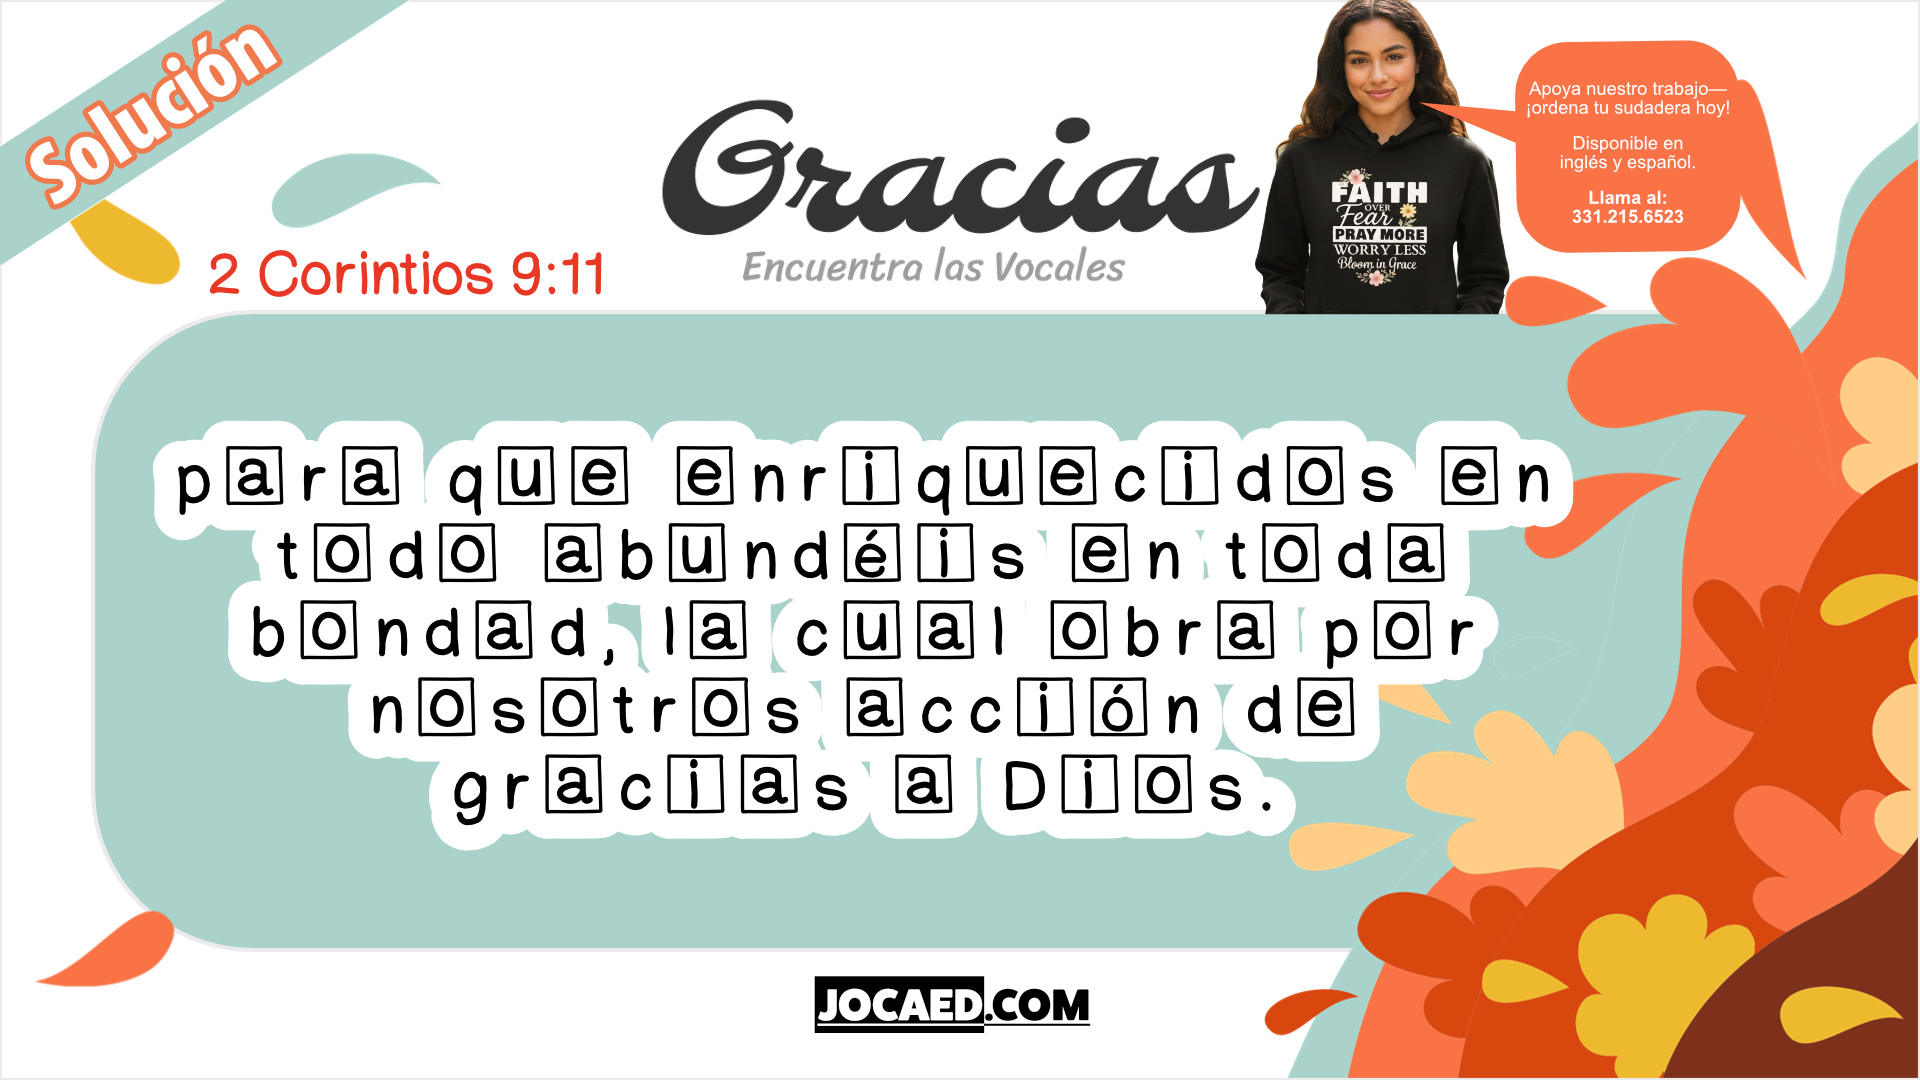 Solución
Gracias
Encuentra las Vocales
2 Corintios 9:11
FAITH
OVER
Fear
PRAY MORE
WORRY LESS
Bloom in Grace
Apoya nuestro trabajo—
¡ordena tu sudadera hoy!
Disponible en
inglés y español.
Llama al:
331.215.6523
para que enriquecidos en
todo abundéis en toda
bondad, la cual obra por
nosotros acción de
gracias a Dios.
JOCAED.COM